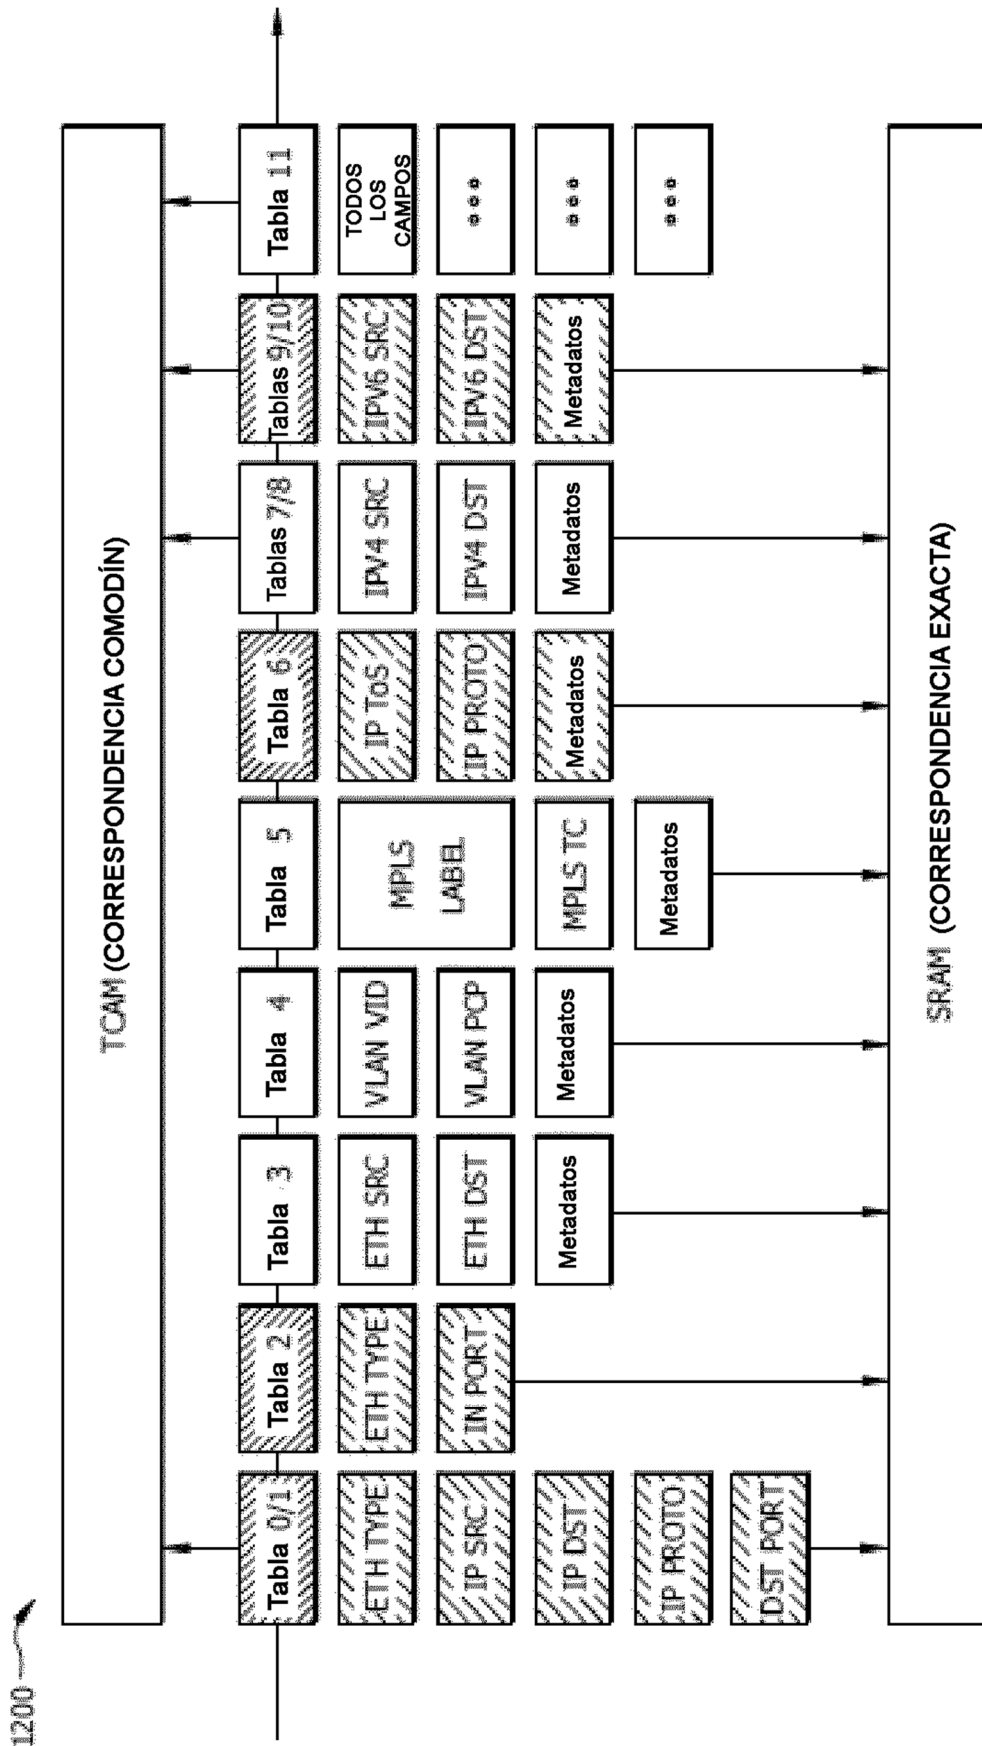 1200
TCAM (CORRESPONDENCIA COMODÍN)
Tabla 0/1
ETH TYPE
IP SRC
IP DST
IP PROTO
DST PORT
Tabla 2
ETH TYPE
IN PORT
Tabla 3
ETH SRC
ETH DST
Metadatos
Tabla 4
VLAN VID
VLAN PCP
Metadatos
Tabla 5
MPLS
LABEL
MPLS TC
Metadatos
Tabla 6
IP ToS
IP PROTO
Metadatos
Tablas 7/8
IPV4 SRC
IPV4 DST
Metadatos
Tablas 9/10
IPV6 SRC
IPV6 DST
Metadatos
Tabla 11
TODOS
LOS
CAMPOS
SRAM (CORRESPONDENCIA EXACTA)